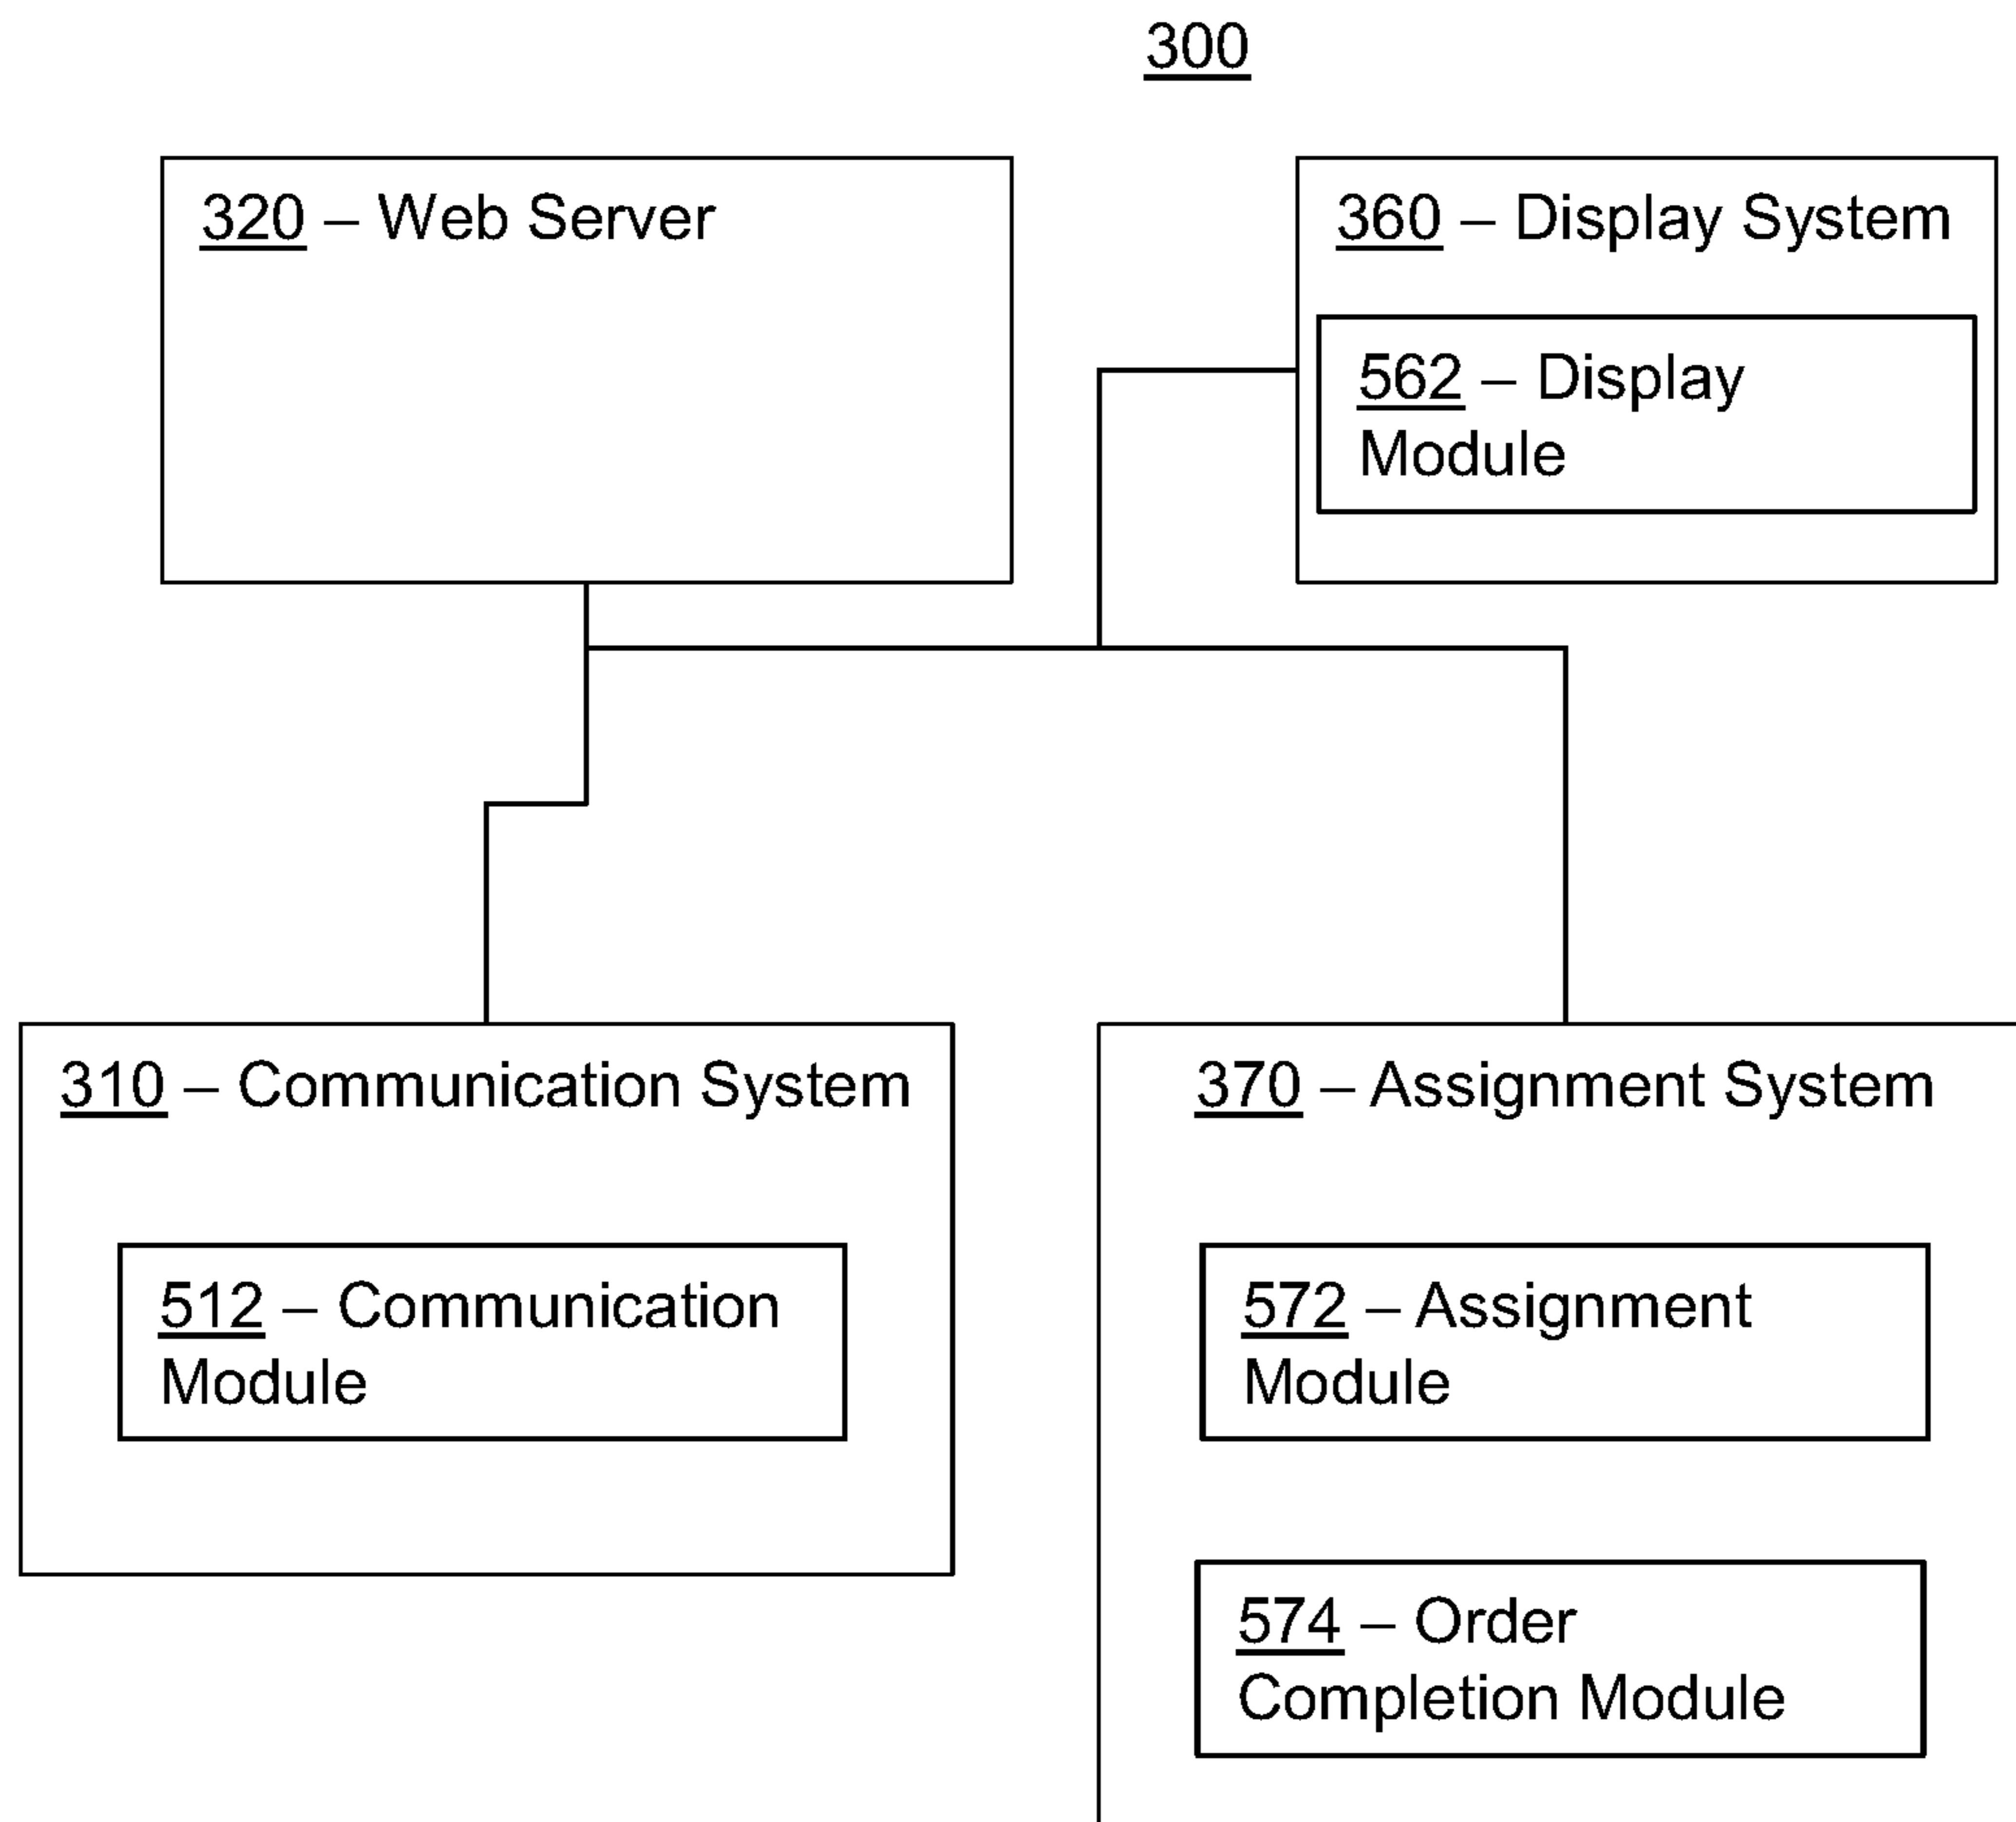 300
320 – Web Server
360 – Display System
562 – Display
Module
310 – Communication System
512 – Communication
Module
370 – Assignment System
572 – Assignment
Module
574 – Order
Completion Module